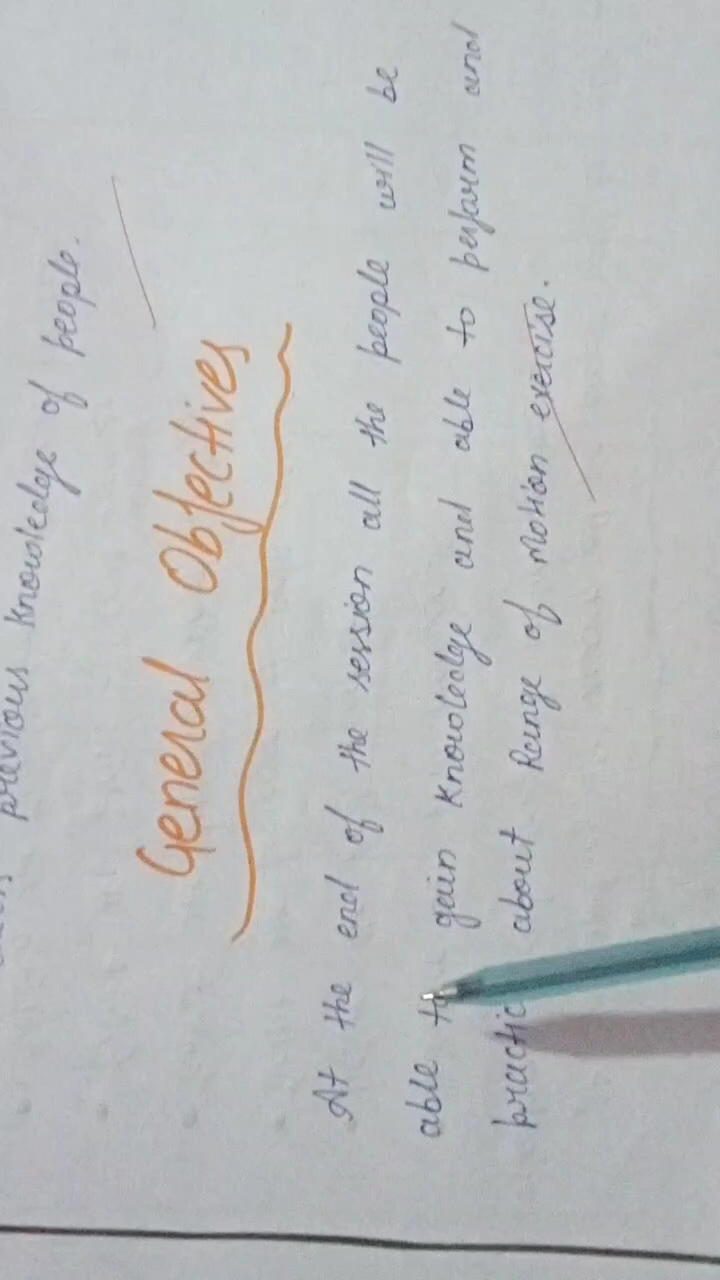 previous knowledge of people.
General Objectives
At the end of the session all the people will be
able to gain knowledge and able to perform and
about Range of Motion exercise.